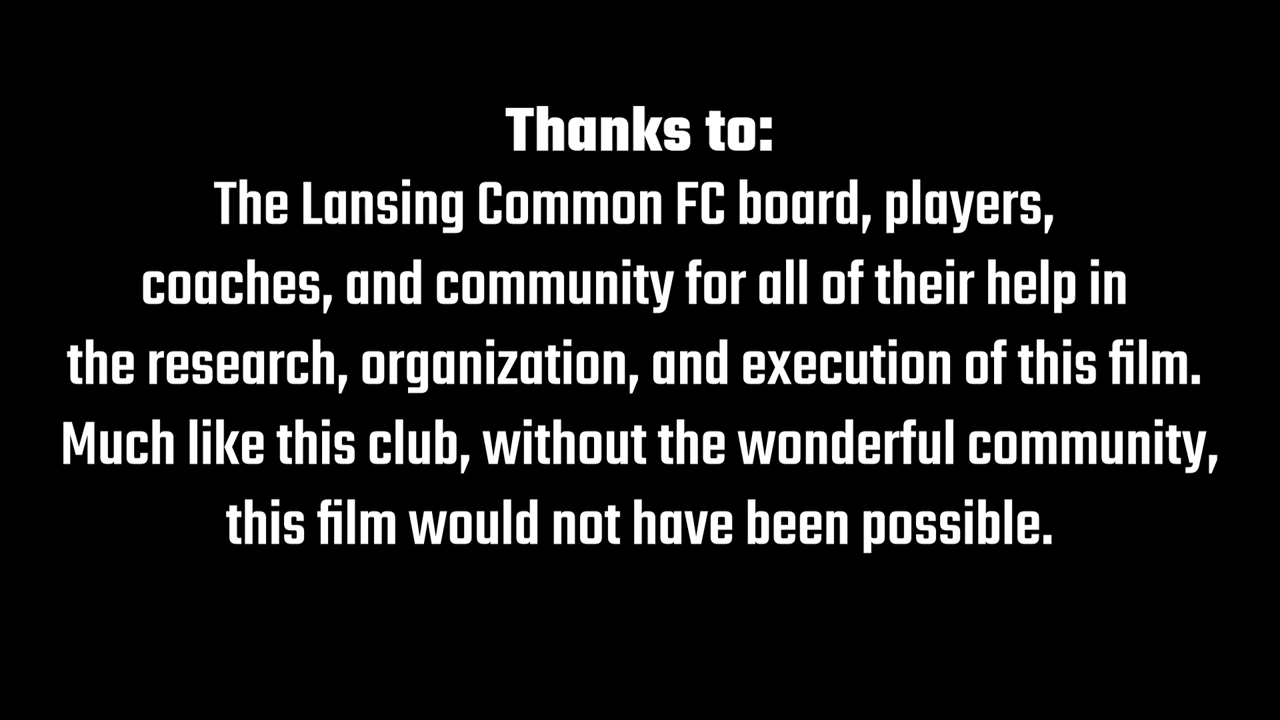 Thanks to:
The Lansing Common FC board, players,
coaches, and community for all of their help in
the research, organization, and execution of this film.
Much like this club, without the wonderful community,
this film would not have been possible.